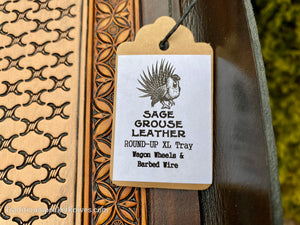 SAGE
GROUSE
LEATHER
ROUND-UP XL Tray
Wagon Wheels &
Barbed Wire